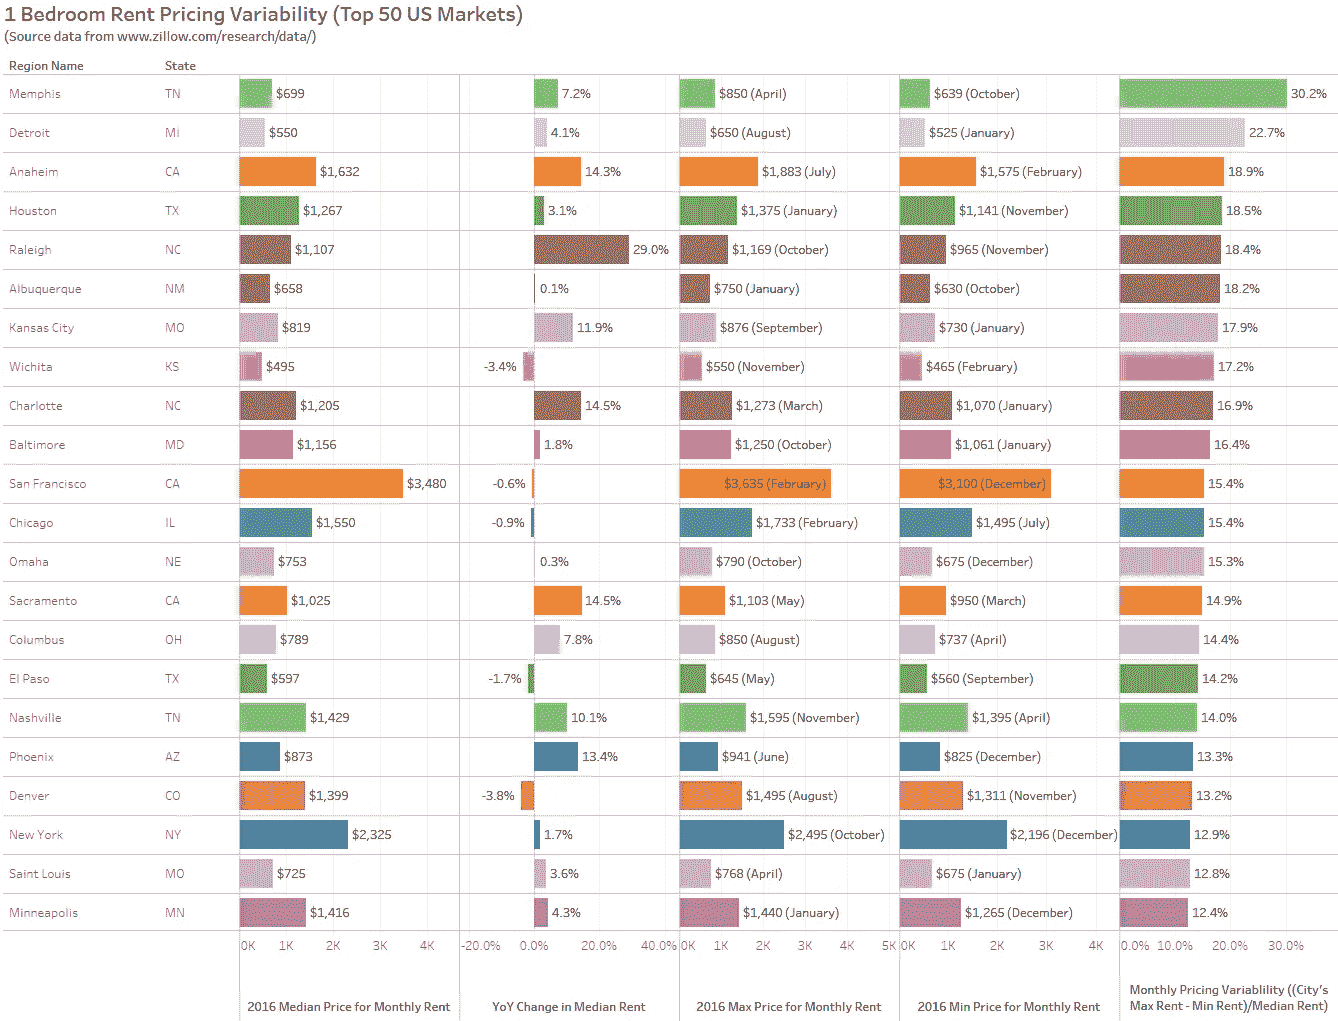 1 Bedroom Rent Pricing Variability (Top 50 US Markets)
(Source data from www.zillow.com/research/data/)
Region Name State
Memphis TN $699 7.2% $850 (April) $639 (October) 30.2%
Detroit MI $550 4.1% $650 (August) $525 (January) 22.7%
Anaheim CA $1,632 14.3% $1,883 (July) $1,575 (February) 18.9%
Houston TX $1,267 3.1% $1,375 (January) $1,141 (November) 18.5%
Raleigh NC $1,107 29.0% $1,169 (October) $965 (November) 18.4%
Albuquerque NM $658 0.1% $750 (January) $630 (October) 18.2%
Kansas City MO $819 11.9% $876 (September) $730 (January) 17.9%
Wichita KS $495 -3.4% $550 (November) $465 (February) 17.2%
Charlotte NC $1,205 14.5% $1,273 (March) $1,070 (January) 16.9%
Baltimore MD $1,156 1.8% $1,250 (October) $1,061 (January) 16.4%
San Francisco CA $3,480 -0.6% $3,635 (February) $3,100 (December) 15.4%
Chicago IL $1,550 -0.9% $1,733 (February) $1,495 (July) 15.4%
Omaha NE $753 0.3% $790 (October) $675 (December) 15.3%
Sacramento CA $1,025 14.5% $1,103 (May) $950 (March) 14.9%
Columbus OH $789 7.8% $850 (August) $737 (April) 14.4%
El Paso TX $597 -1.7% $645 (May) $560 (September) 14.2%
Nashville TN $1,429 10.1% $1,595 (November) $1,395 (April) 14.0%
Phoenix AZ $873 13.4% $941 (June) $825 (December) 13.3%
Denver CO $1,399 -3.8% $1,495 (August) $1,311 (November) 13.2%
New York NY $2,325 1.7% $2,495 (October) $2,196 (December) 12.9%
Saint Louis MO $725 3.6% $768 (April) $675 (January) 12.8%
Minneapolis MN $1,416 4.3% $1,440 (January) $1,265 (December) 12.4%
0K 1K 2K 3K 4K -20.0% 0.0% 20.0% 40.0% 0K 1K 2K 3K 4K 5K 0K 1K 2K 3K 4K 0.0% 10.0% 20.0% 30.0%
2016 Median Price for Monthly Rent YoY Change in Median Rent 2016 Max Price for Monthly Rent 2016 Min Price for Monthly Rent Monthly Pricing Variablility ((City's
Max Rent - Min Rent)/Median Rent)